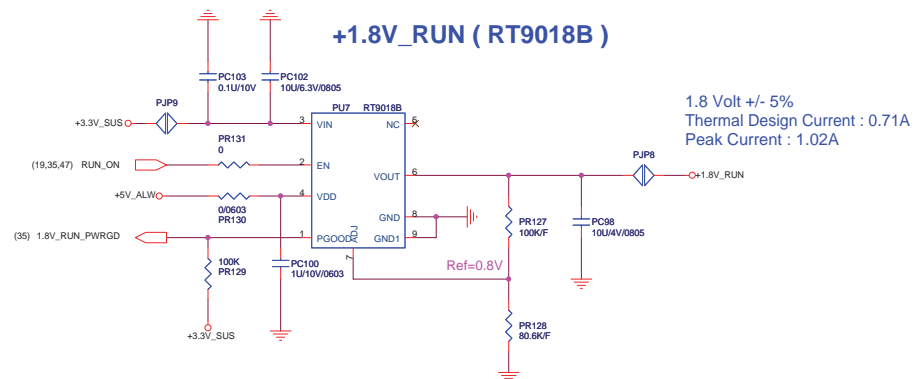 +1.8V_RUN ( RT9018B )
PC103
0.1U/10V
PC102
10U/6.3V/0805
PJP9
PU7
RT9018B
+3.3V_SUS
3
VIN
NC
5
1.8 Volt +/- 5%
Thermal Design Current : 0.71A
Peak Current : 1.02A
PR131
0
(19,35,47) RUN_ON
2
EN
PJP8
VOUT
6
+1.8V_RUN
+5V_ALW
4
VDD
0/0603
PR130
PR127
100K/F
PC98
10U/4V/0805
GND
8
(35) 1.8V_RUN_PWRGD
1
PGOOD
ADJ
GND1
9
7
100K
PR129
PC100
1U/10V/0603
Ref=0.8V
+3.3V_SUS
PR128
80.6K/F